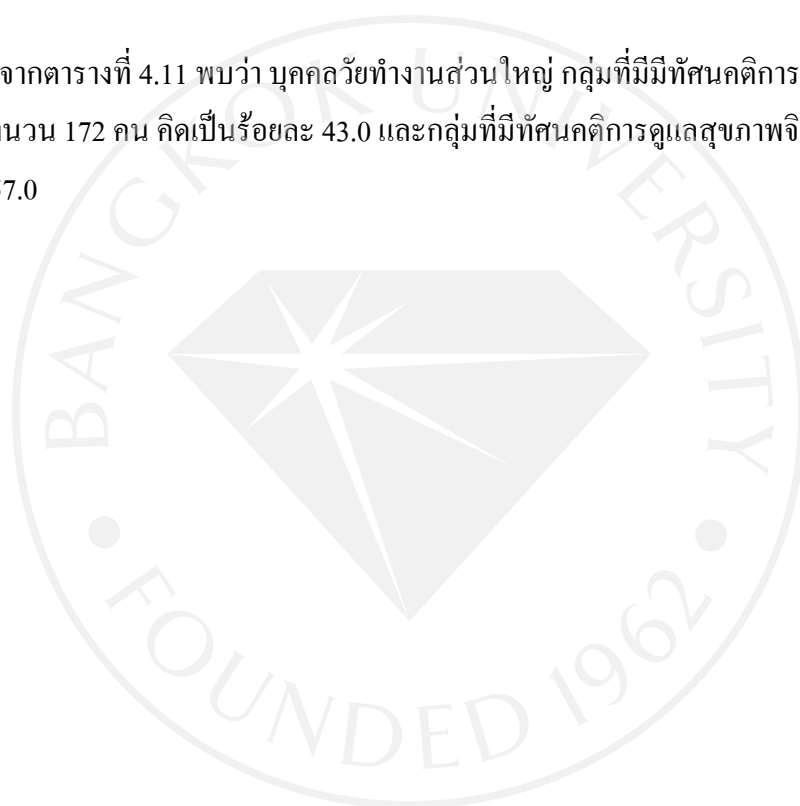 จากตารางที่ 4.11 พบว่า บุคคลวัยทำงานส่วนใหญ่ กลุ่มที่มีมีทัศนคติการ
นวน 172 คน คิดเป็นร้อยละ 43.0 และกลุ่มที่มีทัศนคติการดูแลสุขภาพจิ
7.0
BANGKOK UNIVERSITY
FOUNDED 1962